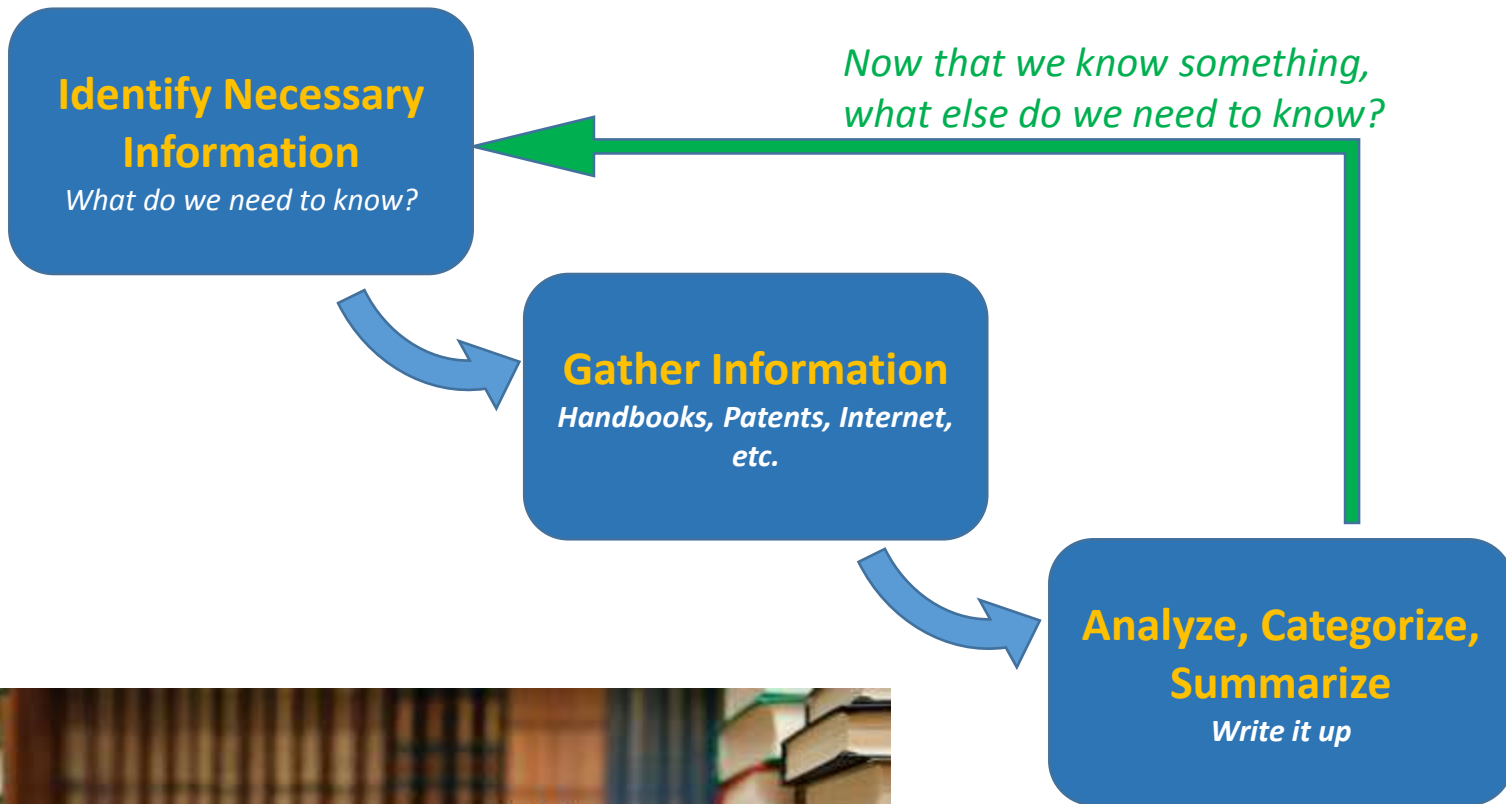 Now that we know something,
what else do we need to know?
Identify Necessary
Information
What do we need to know?
Gather Information
Handbooks, Patents, Internet,
etc.
Analyze, Categorize,
Summarize
Write it up